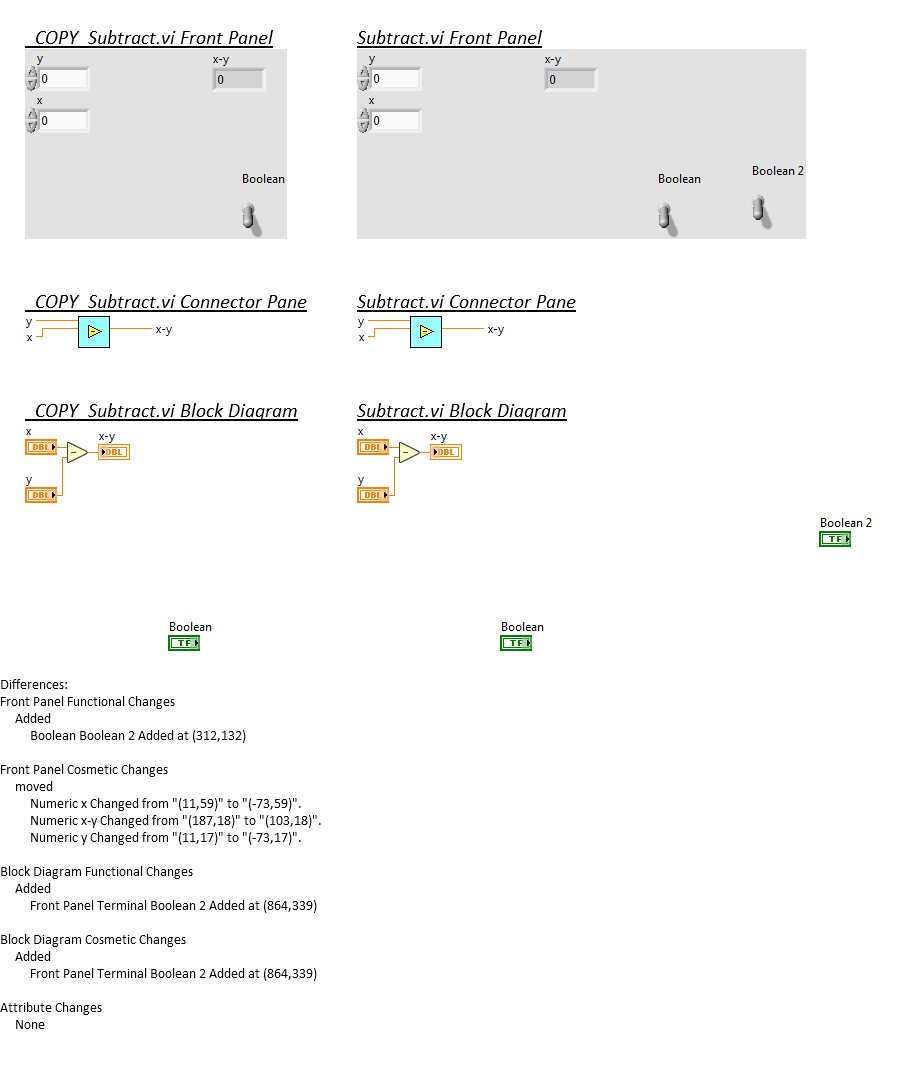 _COPY_Subtract.vi Front Panel
Subtract.vi Front Panel
y
x-y
0
0
x
0
Boolean
y
x-y
0
0
x
0
Boolean
Boolean 2
_COPY_Subtract.vi Connector Pane
Subtract.vi Connector Pane
y
x
x-y
y
x
x-y
_COPY_Subtract.vi Block Diagram
Subtract.vi Block Diagram
x
x-y
DBL
DBL
y
DBL
x
x-y
DBL
DBL
y
DBL
Boolean 2
TF
Boolean
TF
Boolean
TF
Differences:
Front Panel Functional Changes
Added
Boolean Boolean 2 Added at (312,132)
Front Panel Cosmetic Changes
moved
Numeric x Changed from "(11,59)" to "(-73,59)".
Numeric x-y Changed from "(187,18)" to "(103,18)".
Numeric y Changed from "(11,17)" to "(-73,17)".
Block Diagram Functional Changes
Added
Front Panel Terminal Boolean 2 Added at (864,339)
Block Diagram Cosmetic Changes
Added
Front Panel Terminal Boolean 2 Added at (864,339)
Attribute Changes
None